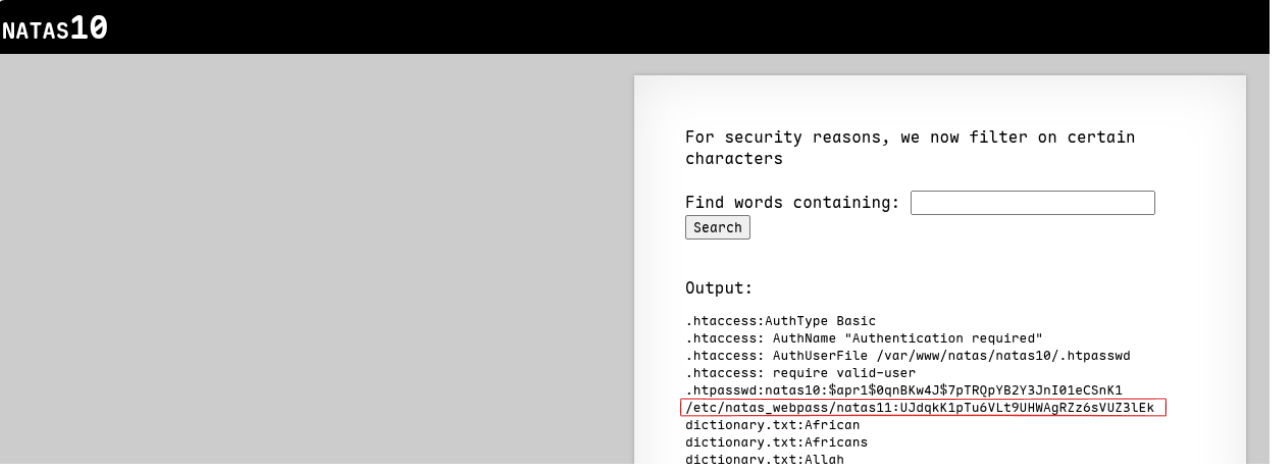 NATAS10
For security reasons, we now filter on certain
characters
Find words containing:
Search
Output:
.htaccess:AuthType Basic
.htaccess: AuthName "Authentication required"
.htaccess: AuthUserFile /var/www/natas/natas10/.htpasswd
.htaccess: require valid-user
.htpasswd:natas10:$apr1$0qnBKw4J$7pTRQpYB2Y3JnI01eCSnK1
/etc/natas_webpass/natas11:UJdqkK1pTu6VLt9UHWAgRZz6sVUZ3lEk
dictionary.txt:African
dictionary.txt:Africans
dictionary.txt:Allah